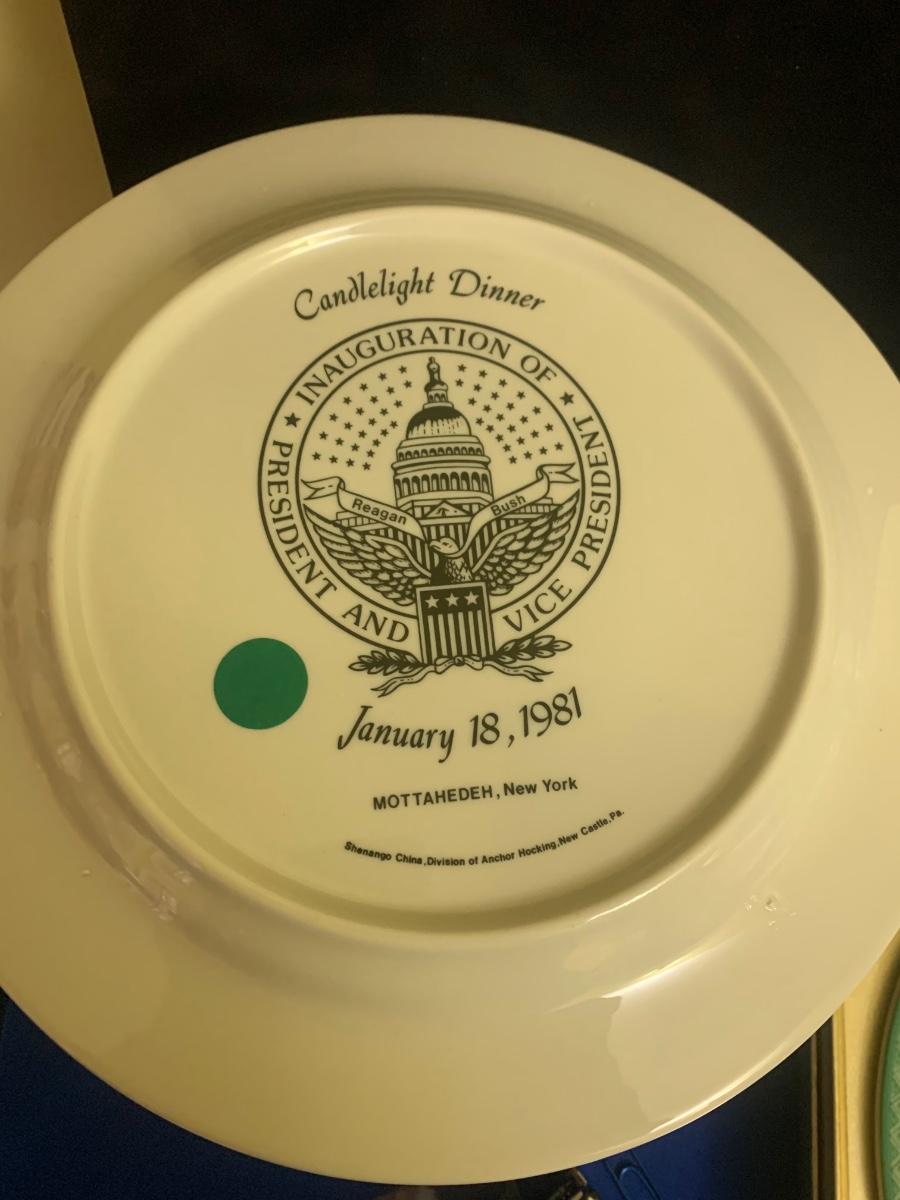 Candlelight Dinner
★ INAUGURATION OF ★
PRESIDENT AND VICE PRESIDENT
Reagan Bush
January 18, 1981
MOTTAHEDEH, New York
Shenango China, Division of Anchor Hocking, New Castle, Pa.